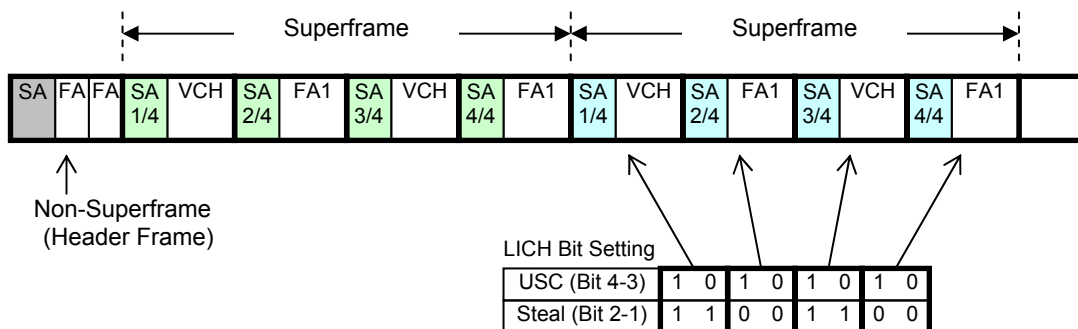 Superframe Superframe
SA FA FA SA 1/4 VCH SA 2/4 FA1 SA 3/4 VCH SA 4/4 FA1 SA 1/4 VCH SA 2/4 FA1 SA 3/4 VCH SA 4/4 FA1
Non-Superframe
(Header Frame)
LICH Bit Setting
USC (Bit 4-3) 1 0 1 0 1 0 1 0
Steal (Bit 2-1) 1 1 0 0 1 1 0 0